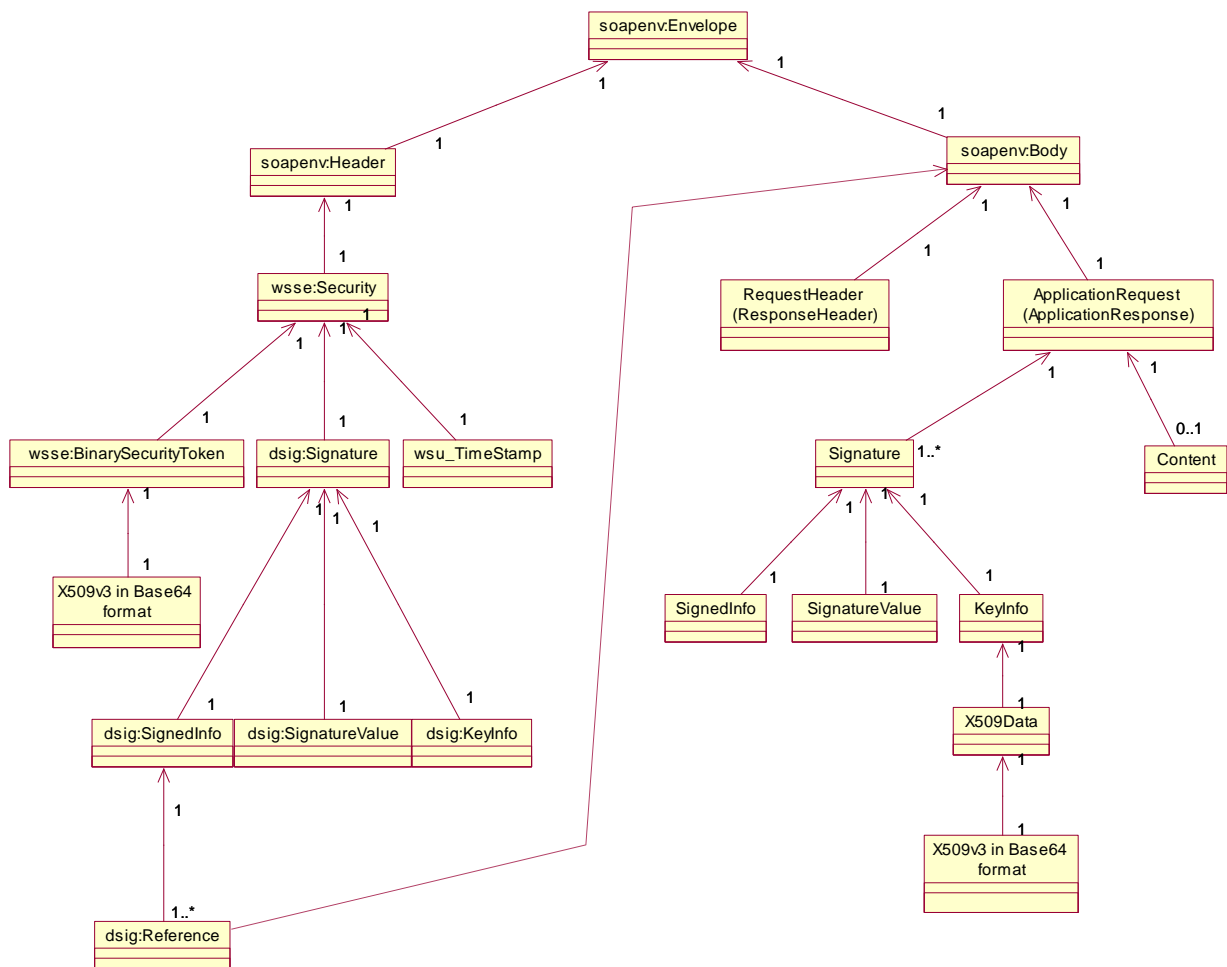 soapenv:Envelope
1
1
1
1
soapenv:Header
soapenv:Body
1
1
1
1
1
1
wsse:Security
RequestHeader
(ResponseHeader)
ApplicationRequest
(ApplicationResponse)
1
1
1
1
1
1
1
1
0..1
wsse:BinarySecurityToken
dsig:Signature
wsu_TimeStamp
Signature
1..*
Content
1
1
1
1
1
1
1
1
1
1
1
X509v3 in Base64
format
SignedInfo
SignatureValue
KeyInfo
1
1
1
1
1
dsig:SignedInfo
dsig:SignatureValue
dsig:KeyInfo
X509Data
1
1
1
X509v3 in Base64
format
1..*
dsig:Reference